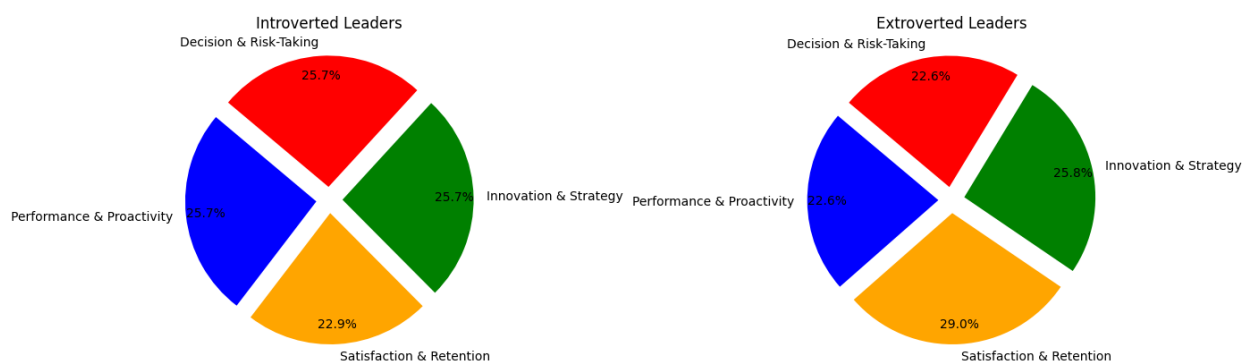 Introverted Leaders
Decision & Risk-Taking
25.7%
Performance & Proactivity
25.7%
Innovation & Strategy
25.7%
Satisfaction & Retention
22.9%
Extroverted Leaders
Decision & Risk-Taking
22.6%
Performance & Proactivity
22.6%
Innovation & Strategy
25.8%
Satisfaction & Retention
29.0%